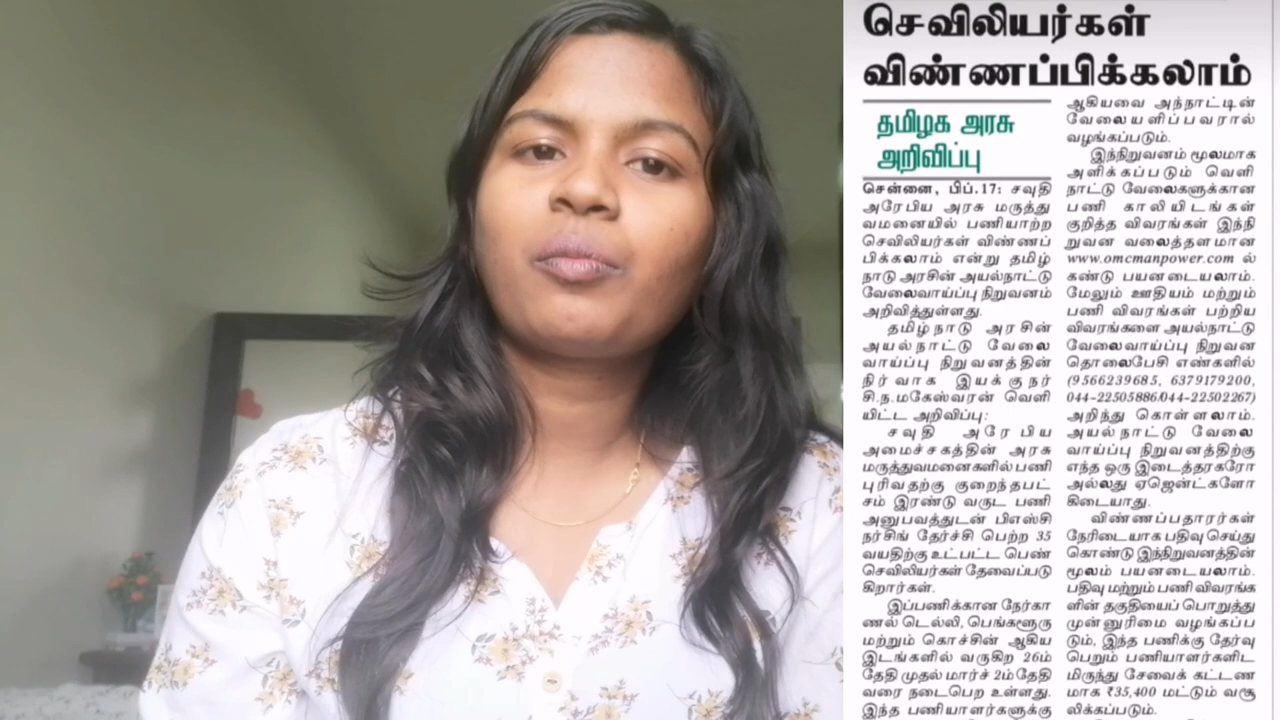 செவிலியர்கள்
விண்ணப்பிக்கலாம்
தமிழக அரசு
அறிவிப்பு
சென்னை, பிப்.17: சவுதி
அரேபிய அரசு மருத்து
வமனையில் பணியாற்ற
செவிலியர்கள் விண்ணப்
பிக்கலாம் என்று தமிழ்
நாடு அரசின் அயல்நாட்டு
வேலைவாய்ப்பு நிறுவனம்
அறிவித்துள்ளது.
தமிழ்நாடு அரசின்
அயல்நாட்டு வேலை
வாய்ப்பு நிறுவனத்தின்
நிர்வாக இயக்குநர்
சி.ந.மகேஸ்வரன் வெளி
யிட்ட அறிவிப்பு:
சவுதி அரேபிய
அமைச்சகத்தின் அரசு
மருத்துவமனைகளில் பணி
புரிவதற்கு குறைந்தபட்
சம் இரண்டு வருட பணி
அனுபவத்துடன் பிஎஸ்சி
நர்சிங் தேர்ச்சி பெற்ற 35
வயதிற்கு உட்பட்ட பெண்
செவிலியர்கள் தேவைப்படு
கிறார்கள்.
இப்பணிக்கான நேர்கா
ணல் டெல்லி, பெங்களூரு
மற்றும் கொச்சின் ஆகிய
இடங்களில் வருகிற 26ம்
தேதி முதல் மார்ச் 2ம்தேதி
வரை நடைபெற உள்ளது.
இந்த பணியாளர்களுக்கு
ஆகியவை அந்நாட்டின்
வேலையளிப்பவரால்
வழங்கப்படும்.
இந்நிறுவனம் மூலமாக
அளிக்கப்படும் வெளி
நாட்டு வேலைகளுக்கான
பணி காலியிடங்கள்
குறித்த விவரங்கள் இந்நி
றுவன வலைத்தளமான
www.omcmanpower.com ல்
கண்டு பயனடையலாம்.
மேலும் ஊதியம் மற்றும்
பணி விவரங்கள் பற்றிய
விவரங்களை அயல்நாட்டு
வேலைவாய்ப்பு நிறுவன
தொலைபேசி எண்களில்
(9566239685, 6379179200,
044-22505886/044-22502267)
அறிந்து கொள்ளலாம்.
அயல்நாட்டு வேலை
வாய்ப்பு நிறுவனத்திற்கு
எந்த ஒரு இடைத்தரகரோ
அல்லது ஏஜென்ட்களோ
கிடையாது.
விண்ணப்பதாரர்கள்
நேரிடையாக பதிவு செய்து
கொண்டு இந்நிறுவனத்தின்
மூலம் பயனடையலாம்.
பதிவு மற்றும் பணி விவரங்க
ளின் தகுதியைப் பொறுத்து
முன்னுரிமை வழங்கப்ப
டும், இந்த பணிக்கு தேர்வு
பெறும் பணியாளர்களிட
மிருந்து சேவைக் கட்டண
மாக ₹35,400 மட்டும் வசூ
லிக்கப்படும்.